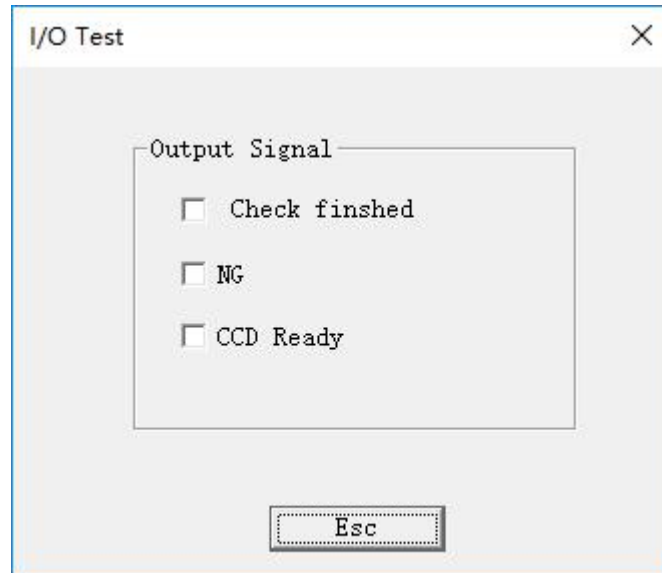 I/O Test
Output Signal
Check finshed
NG
CCD Ready
Esc